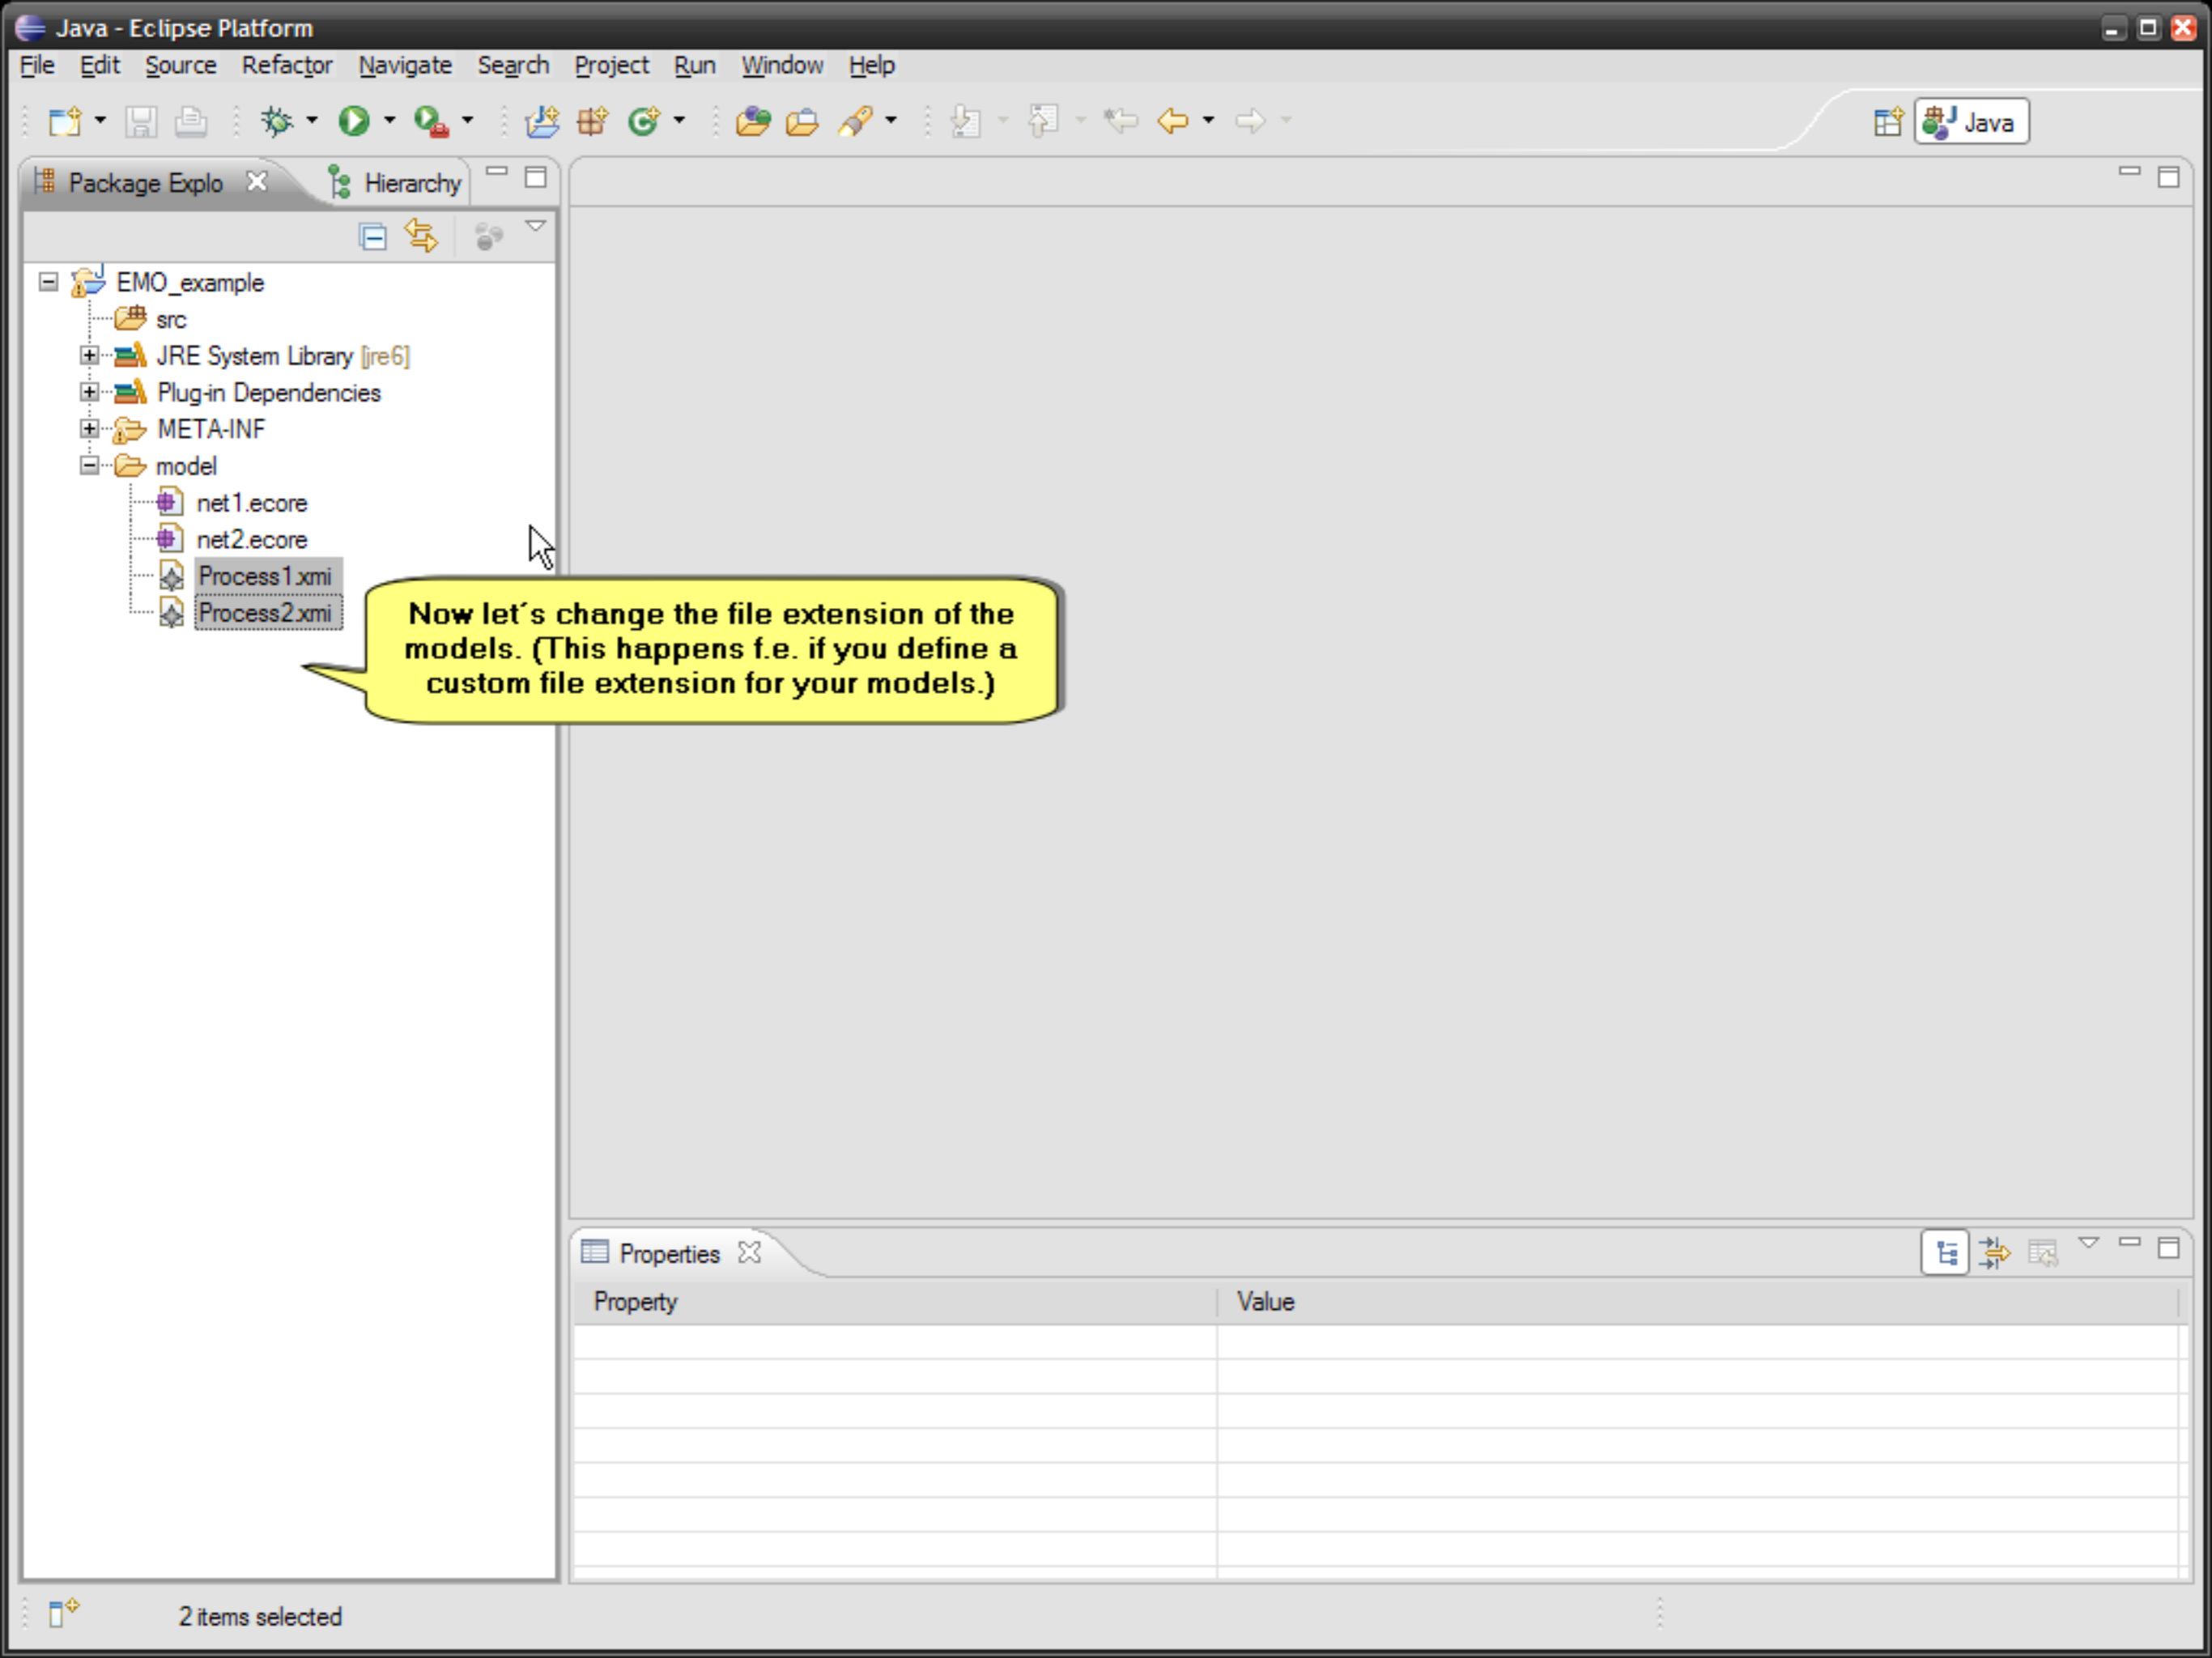 Java - Eclipse Platform
File Edit Source Refactor Navigate Search Project Run Window Help
Java
Package Explo Hierarchy
EMO_example
src
JRE System Library [jre6]
Plug-in Dependencies
META-INF
model
net1.ecore
net2.ecore
Process1.xmi
Process2.xmi
Now let´s change the file extension of the
models. (This happens f.e. if you define a
custom file extension for your models.)
Properties
Property Value
2 items selected